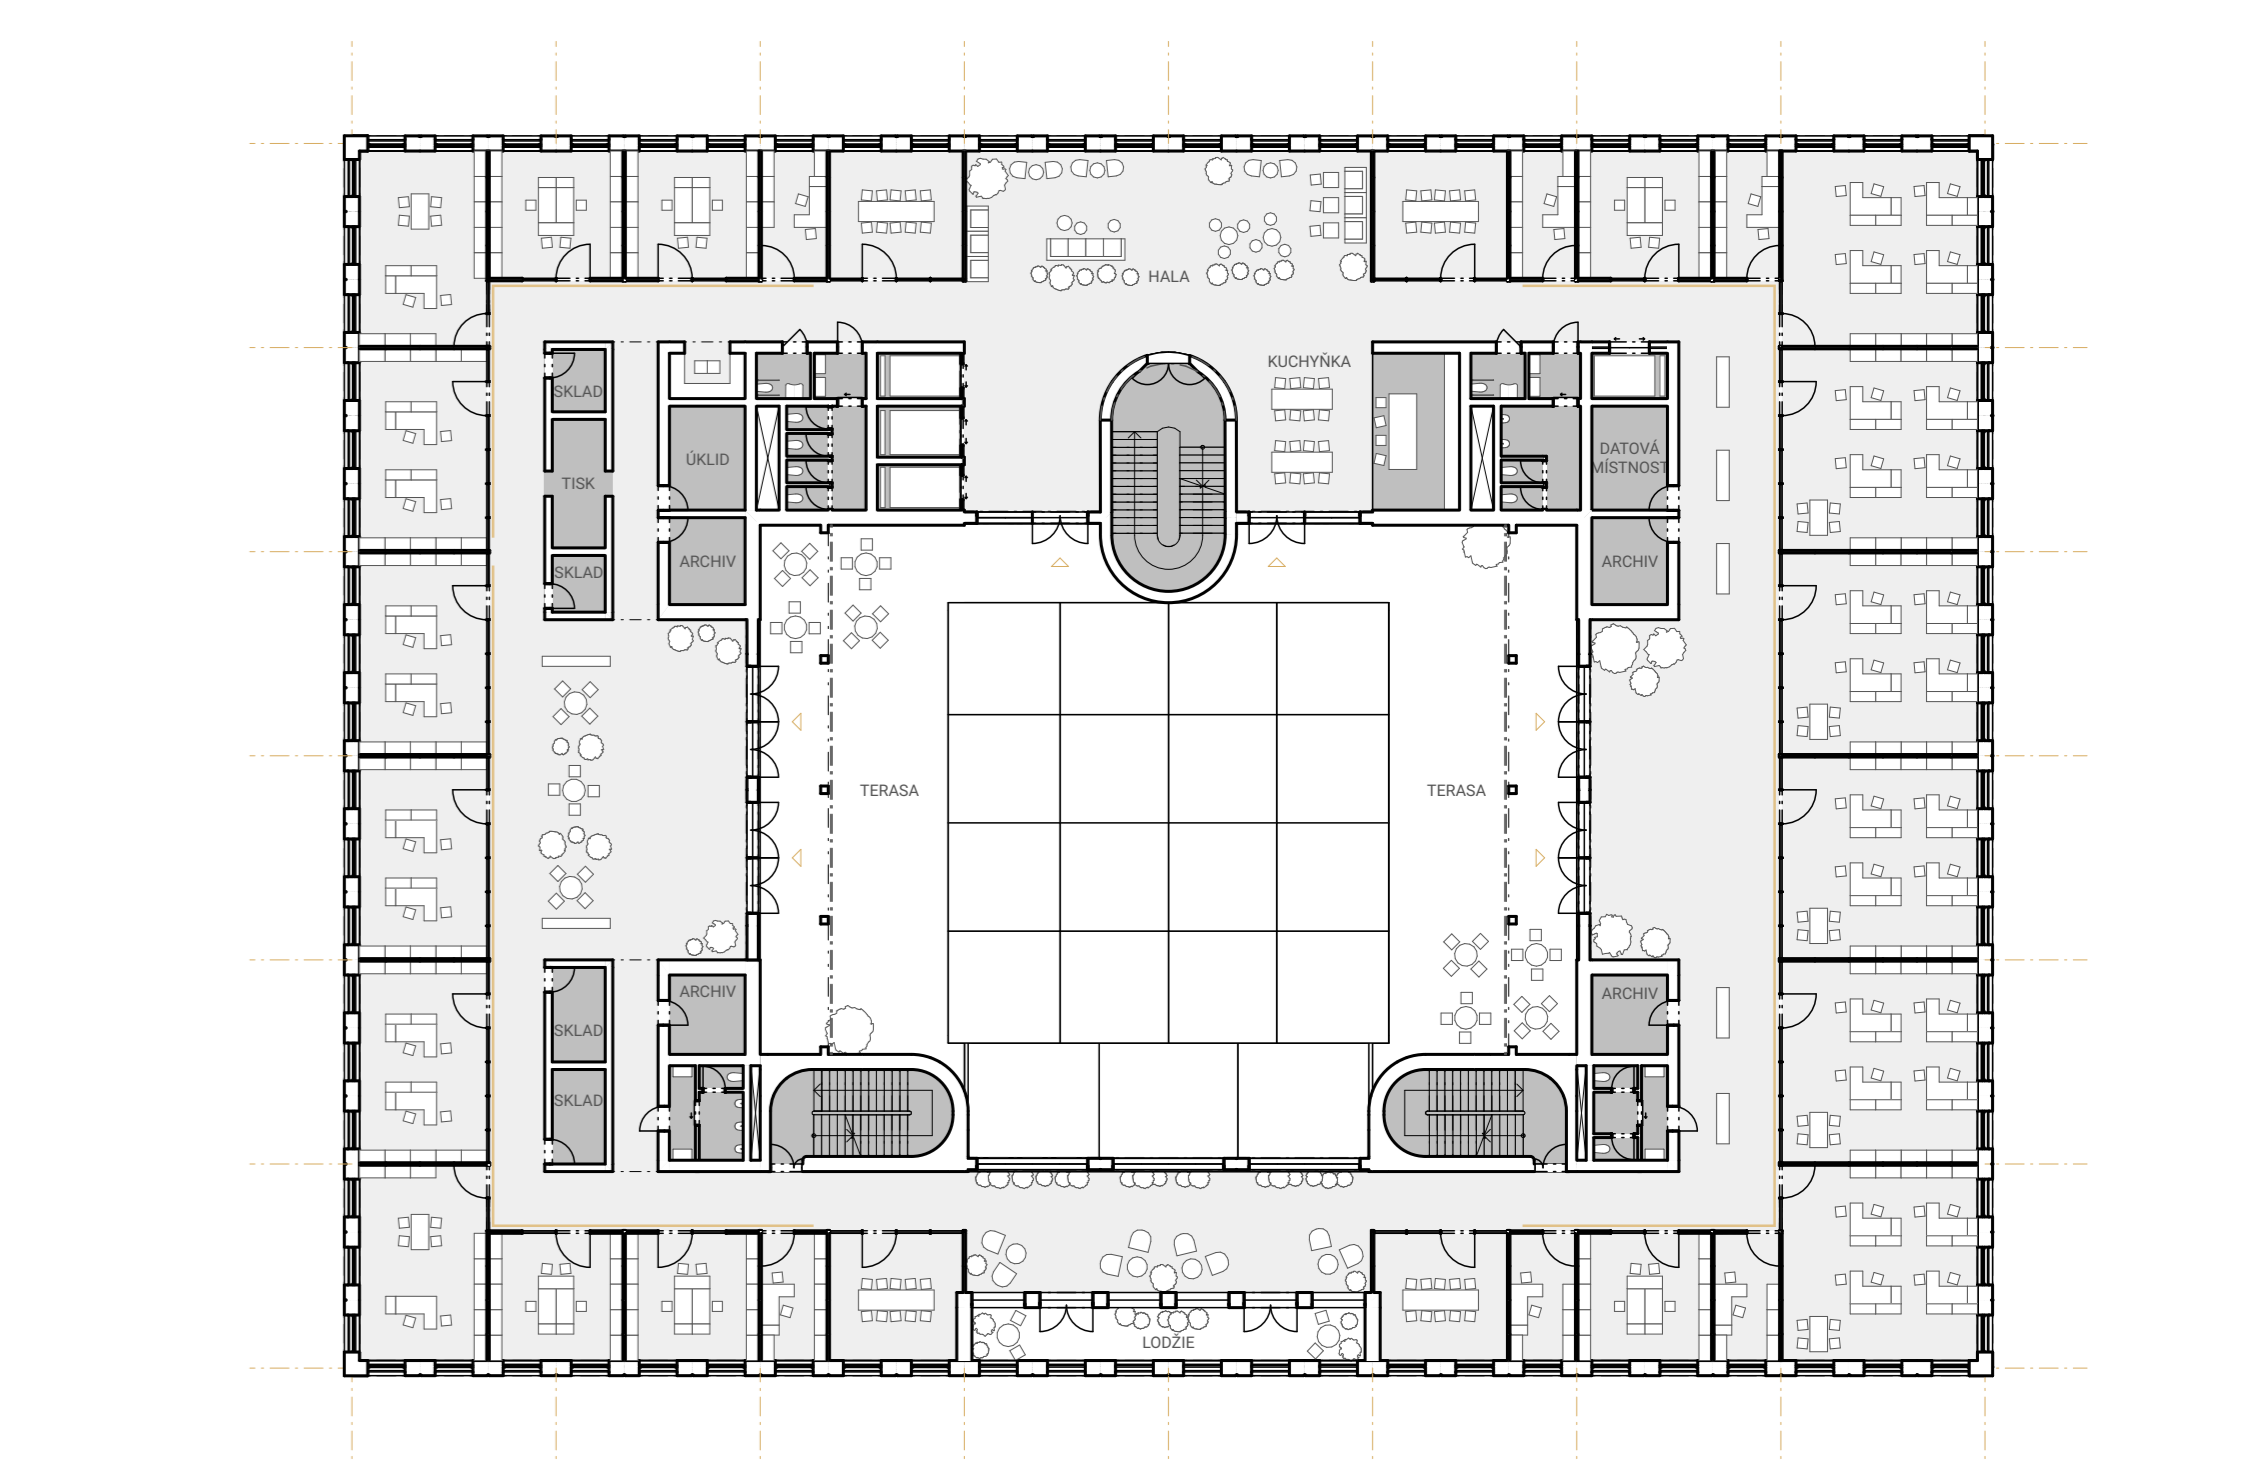 HALA
KUCHYŇKA
SKLAD
ÚKLID
DATOVÁ
MÍSTNOST
TISK
ARCHIV
ARCHIV
SKLAD
TERASA
TERASA
ARCHIV
ARCHIV
SKLAD
SKLAD
LODŽIE